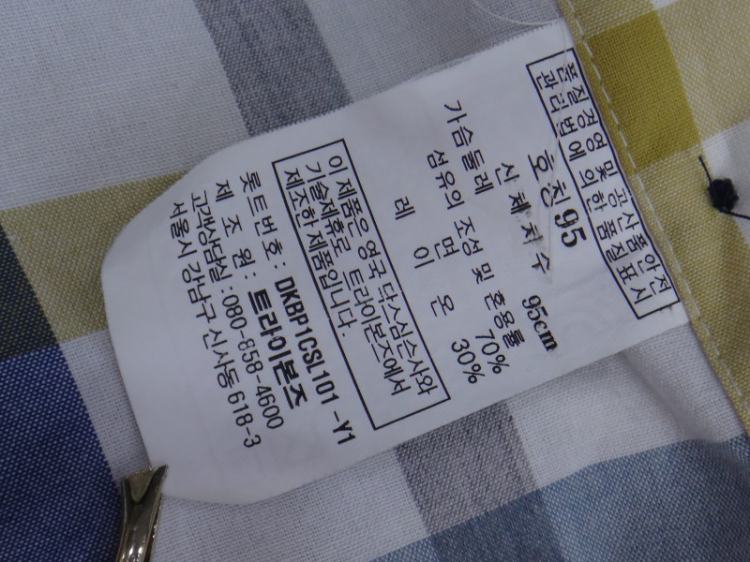 품질경영 및 공산품안전
관리법에 의한 품질표시
호칭 95
신체치수
가슴둘레 95cm
섬유의 조성 및 혼용률
면 70%
레이온 30%
이 제품은 영국 닥스심슨사와
기술제휴로 트라이본즈에서
제조한 제품입니다.
롯트번호: DKBP1CSL101-Y1
제조원: 트라이본즈
고객상담실: 080-858-4600
서울시 강남구 신사동 618-3